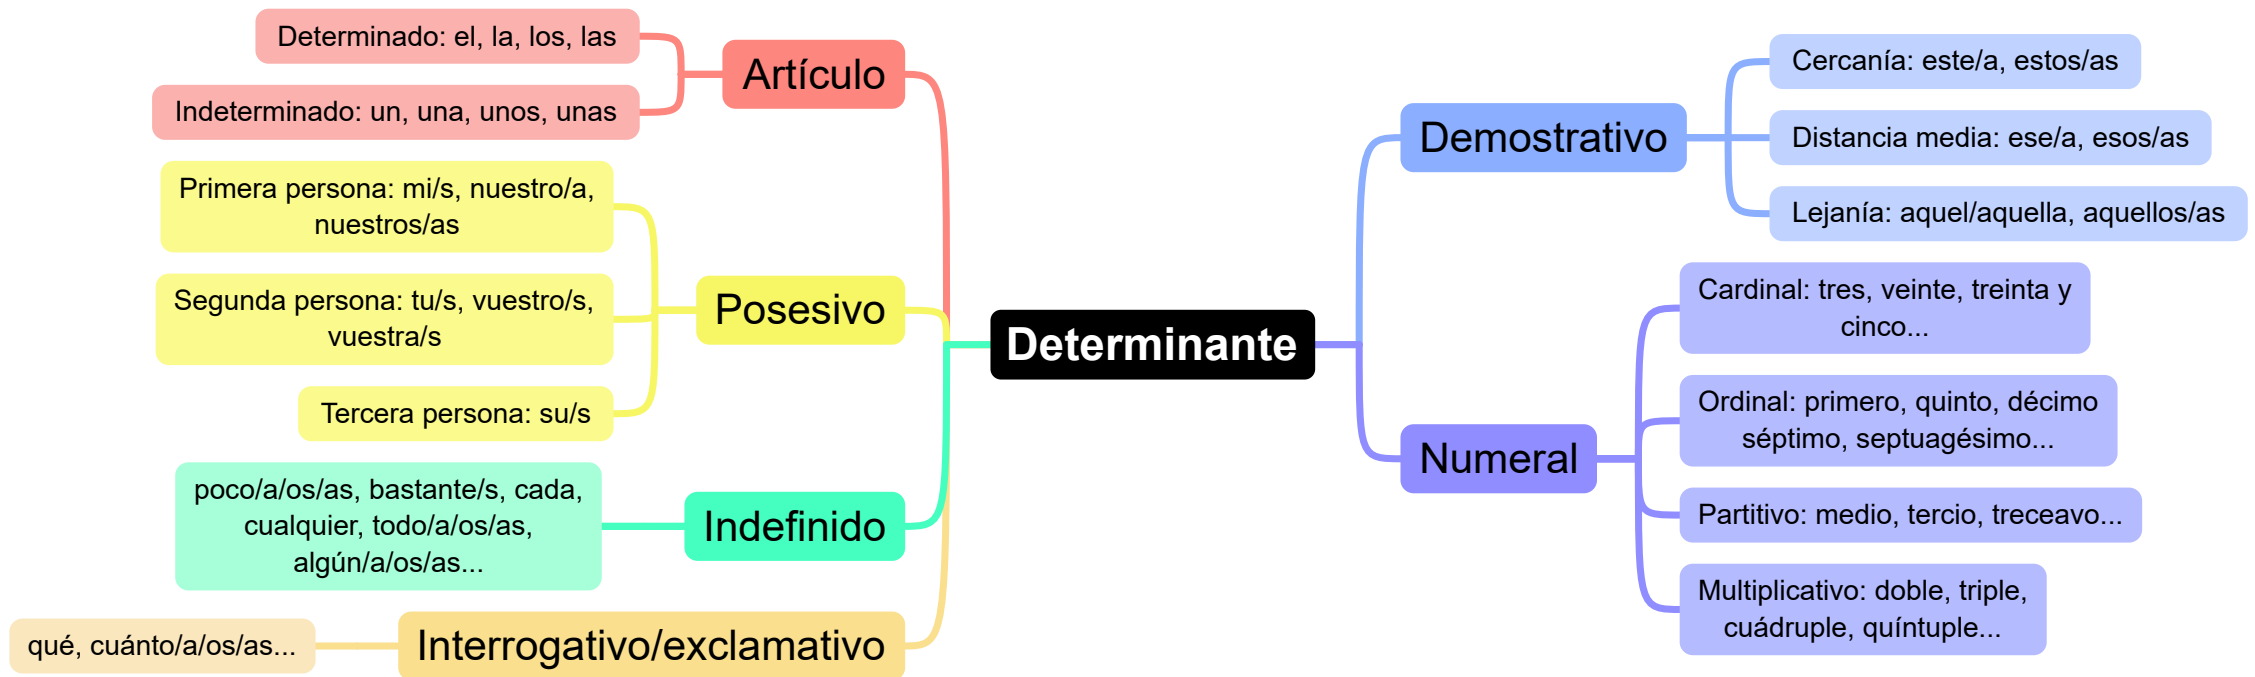 Determinante
Artículo
Determinado: el, la, los, las
Indeterminado: un, una, unos, unas
Posesivo
Primera persona: mi/s, nuestro/a,
nuestros/as
Segunda persona: tu/s, vuestro/s,
vuestra/s
Tercera persona: su/s
Indefinido
poco/a/os/as, bastante/s, cada,
cualquier, todo/a/os/as,
algún/a/os/as...
Interrogativo/exclamativo
qué, cuánto/a/os/as...
Demostrativo
Cercanía: este/a, estos/as
Distancia media: ese/a, esos/as
Lejanía: aquel/aquella, aquellos/as
Numeral
Cardinal: tres, veinte, treinta y
cinco...
Ordinal: primero, quinto, décimo
séptimo, septuagésimo...
Partitivo: medio, tercio, treceavo...
Multiplicativo: doble, triple,
cuádruple, quíntuple...